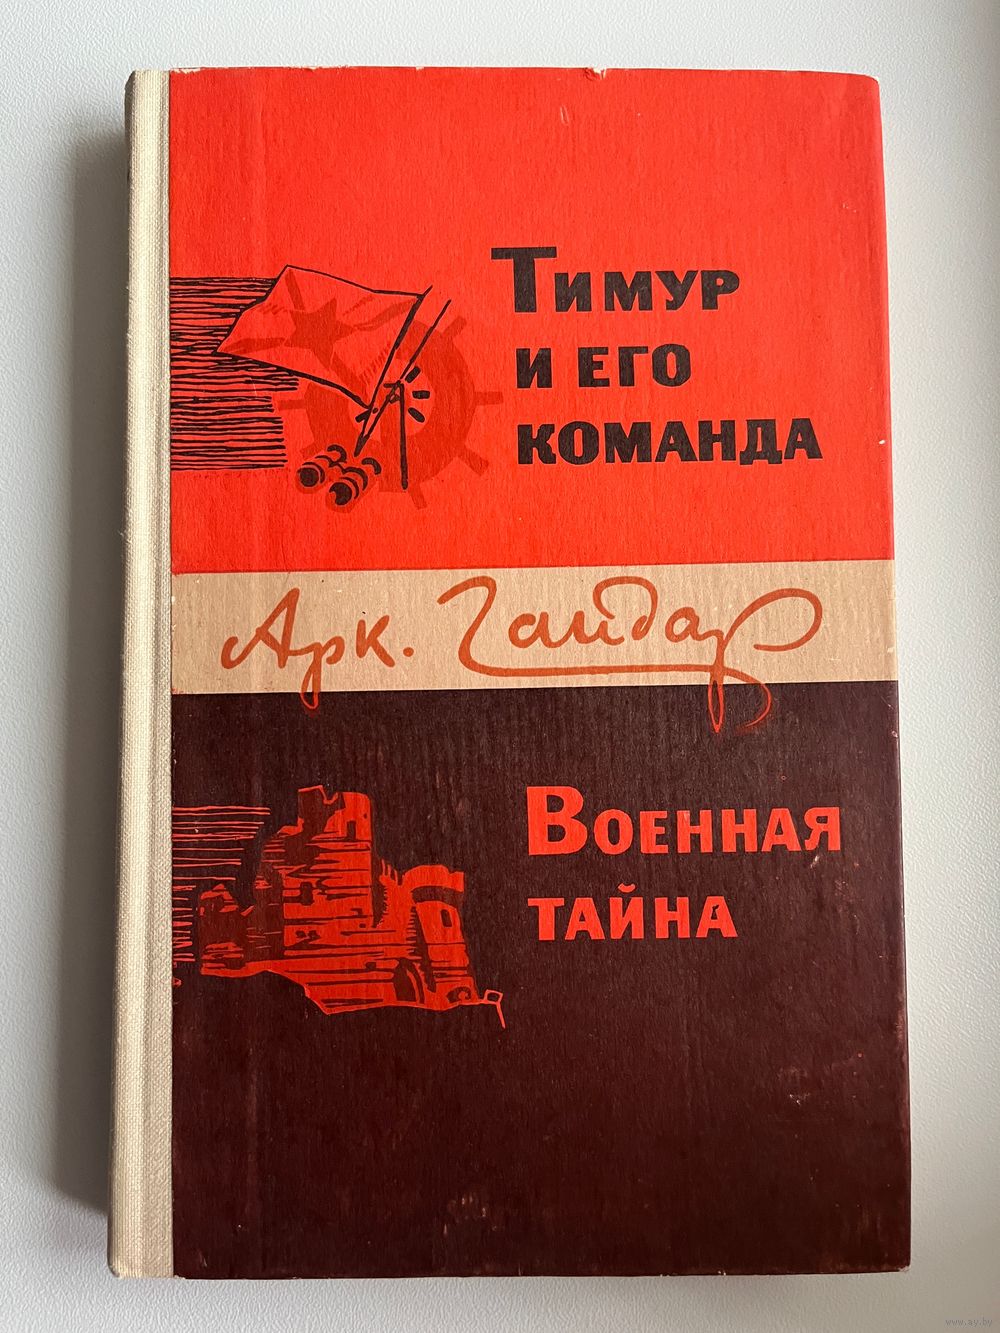 Тимур
и его
команда
Арк. Гайдар
Военная
тайна
www.ay.by